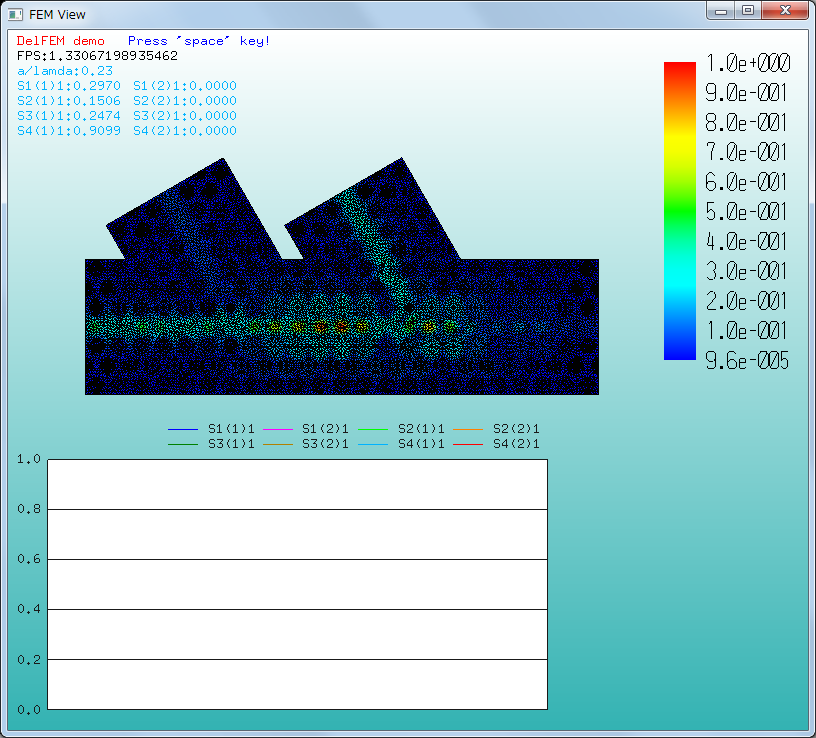 FEM View
DelFEM demo   Press "space" key!
FPS:1.33067198935462
a/lamda:0.23
S1(1)1:0.2970  S1(2)1:0.0000
S2(1)1:0.1506  S2(2)1:0.0000
S3(1)1:0.2474  S3(2)1:0.0000
S4(1)1:0.9099  S4(2)1:0.0000
1.0e+000
9.0e-001
8.0e-001
7.0e-001
6.0e-001
5.0e-001
4.0e-001
3.0e-001
2.0e-001
1.0e-001
9.6e-005
S1(1)1 S1(2)1 S2(1)1 S2(2)1
S3(1)1 S3(2)1 S4(1)1 S4(2)1
1.0
0.8
0.6
0.4
0.2
0.0